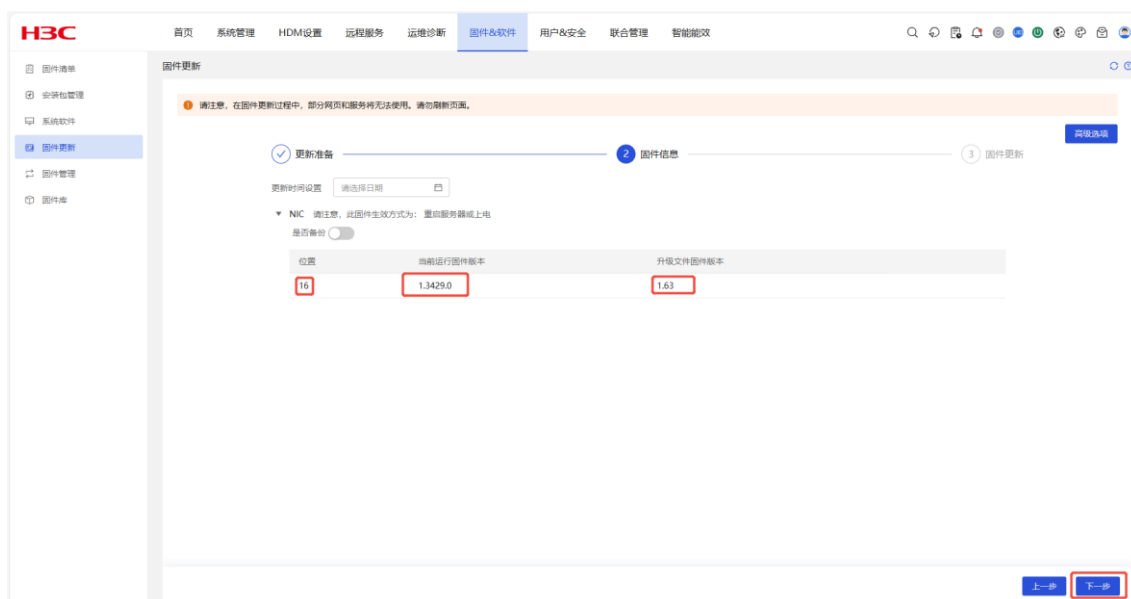 H3C 首页 系统管理 HDM设置 远程服务 运维诊断 固件&软件 用户&安全 联合管理 智能能效
固件清单
安装包管理
系统软件
固件更新
固件管理
固件库
固件更新
请注意，在固件更新过程中，部分网页和服务将无法使用。请勿刷新页面。
高级选项
更新准备 2 固件信息 3 固件更新
更新时间设置 请选择日期
NIC 请注意，此固件生效方式为： 重启服务器或上电
是否备份
位置 当前运行固件版本 升级文件固件版本
16 1.3429.0 1.63
上一步 下一步